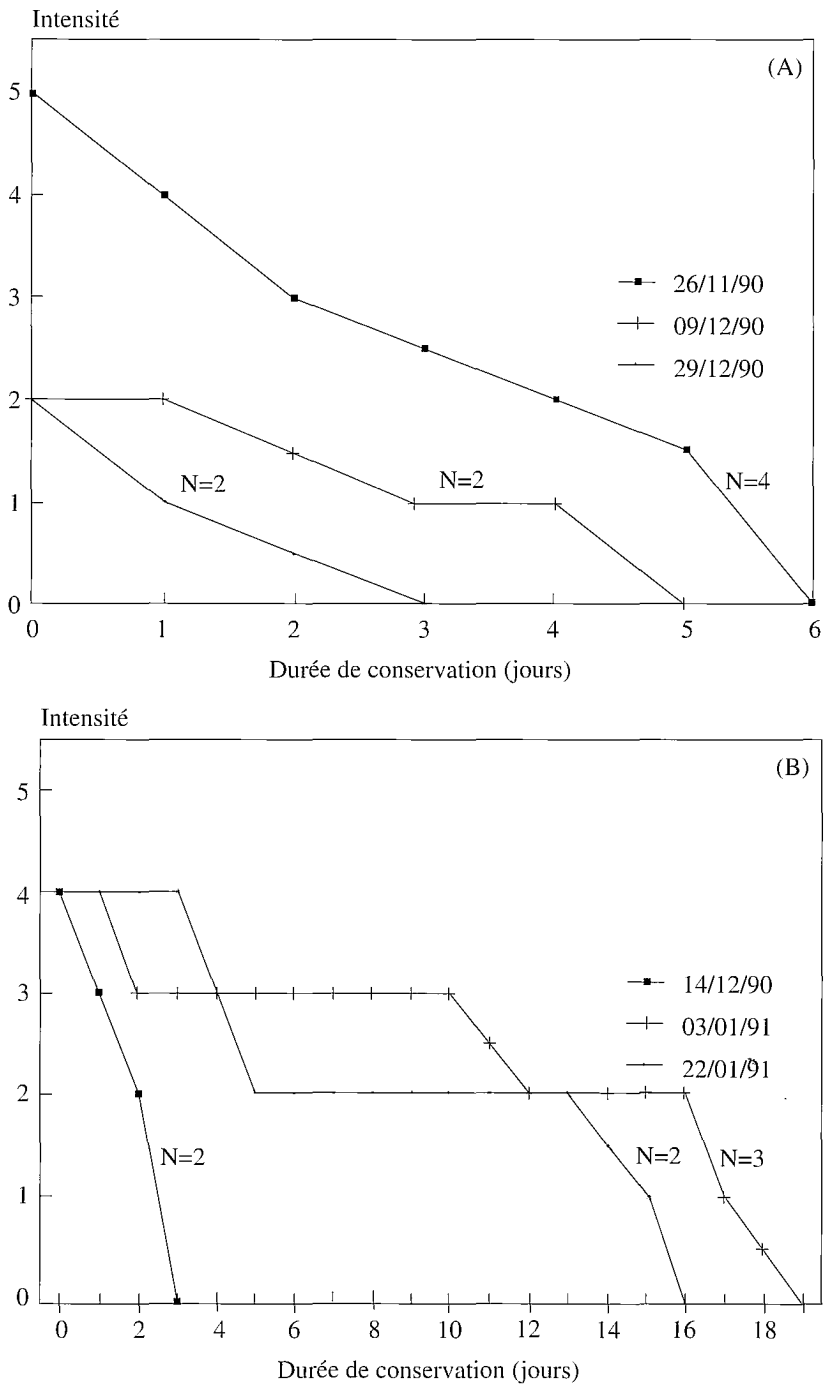 Intensité
(A)
5
4
3
2
1
0
26/11/90
09/12/90
29/12/90
N=2
N=2
N=4
0 1 2 3 4 5 6
Durée de conservation (jours)
Intensité
(B)
5
4
3
2
1
0
14/12/90
03/01/91
22/01/91
N=2
N=2
N=3
0 2 4 6 8 10 12 14 16 18
Durée de conservation (jours)